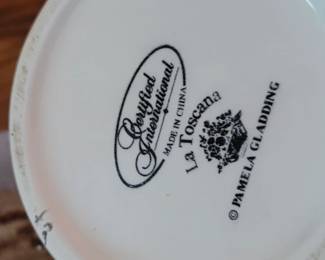 Certified
International
MADE IN CHINA
La Toscana
© PAMELA GLADDING